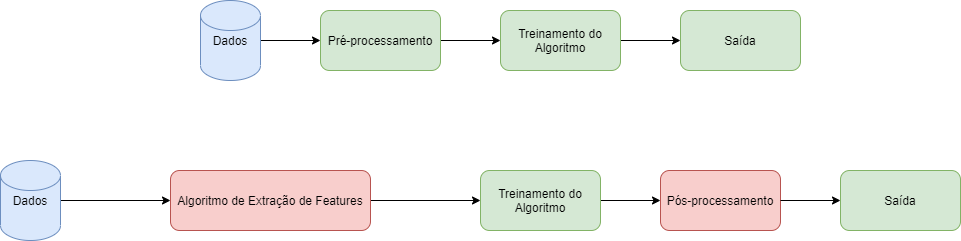 Dados
Pré-processamento
Treinamento do
Algoritmo
Saída
Dados
Algoritmo de Extração de Features
Treinamento do
Algoritmo
Pós-processamento
Saída